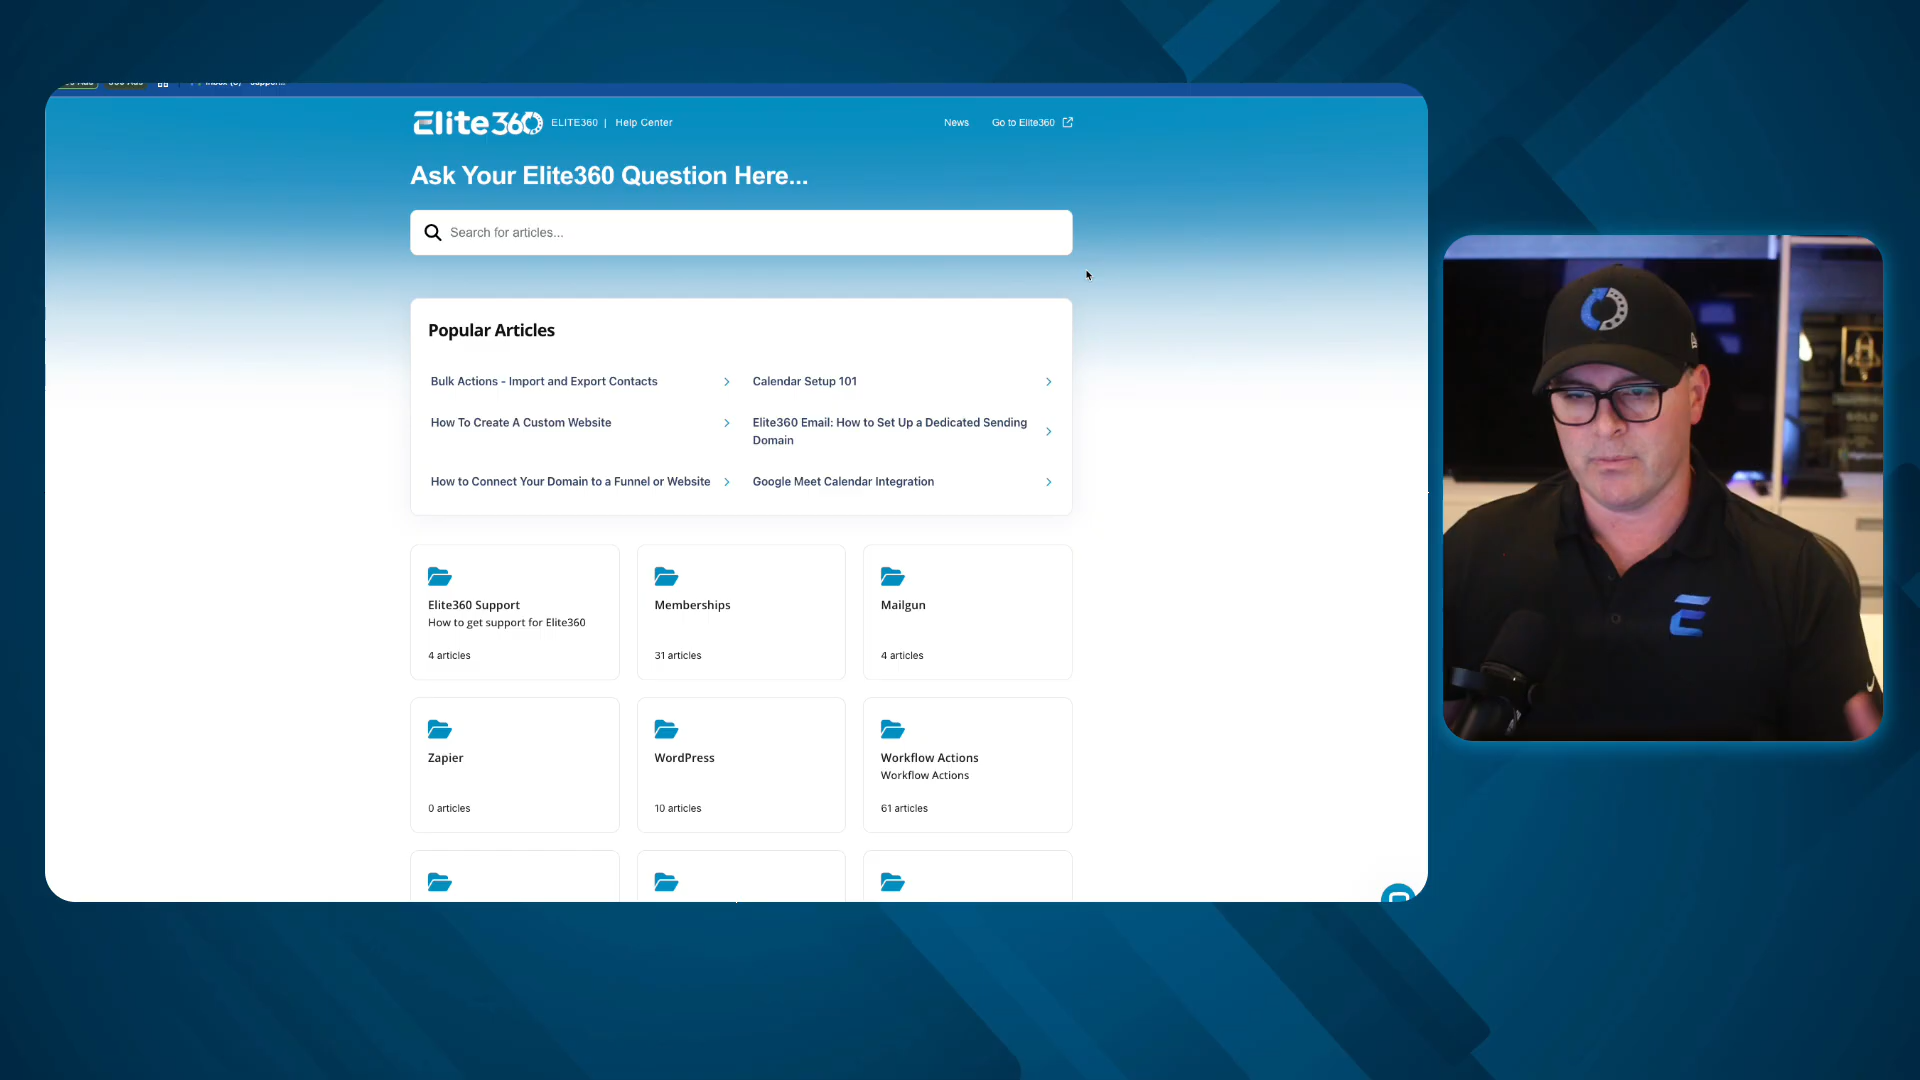 Elite360 ELITE360 | Help Center News Go to Elite360
Ask Your Elite360 Question Here...
Search for articles...
Popular Articles
Bulk Actions - Import and Export Contacts
Calendar Setup 101
How To Create A Custom Website
Elite360 Email: How to Set Up a Dedicated Sending
Domain
How to Connect Your Domain to a Funnel or Website
Google Meet Calendar Integration
Elite360 Support
How to get support for Elite360
4 articles
Memberships
31 articles
Mailgun
4 articles
Zapier
0 articles
WordPress
10 articles
Workflow Actions
Workflow Actions
61 articles
E